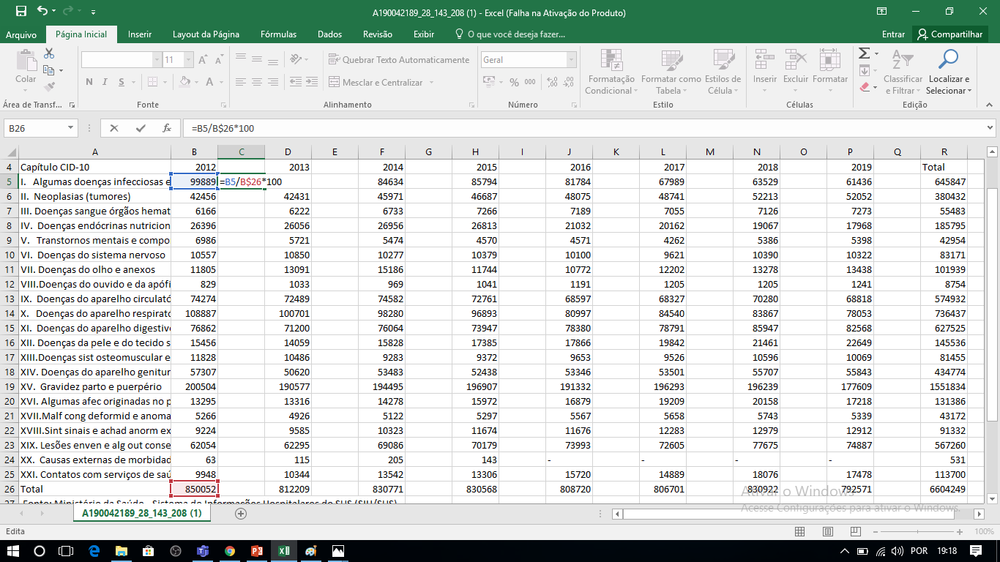 A190042189_28_143_208 (1) - Excel (Falha na Ativação do Produto)
Arquivo Página Inicial Inserir Layout da Página Fórmulas Dados Revisão Exibir O que você deseja fazer... Entrar Compartilhar
Colar 11 Quebrar Texto Automaticamente Geral
N I S Mesclar e Centralizar % 000 Formatação Condicional Formatar como Tabela Estilos de Célula Inserir Excluir Formatar Classificar e Filtrar Localizar e Selecionar
Área de Transf... Fonte Alinhamento Número Estilo Células Edição
B26 fx =B5/B$26*100
A B C D E F G H I J K L M N O P Q R
4 Capítulo CID-10 2012 2013 2014 2015 2016 2017 2018 2019 Total
5 I. Algumas doenças infecciosas e 99889 =B5/B$26*100 84634 85794 81784 67989 63529 61436 645847
6 II. Neoplasias (tumores) 42456 42431 45971 46687 48075 48741 52213 52052 380432
7 III. Doenças sangue órgãos hemat 6166 6222 6733 7266 7189 7055 7126 7273 55483
8 IV. Doenças endócrinas nutricion 26396 26056 26956 26813 21032 20162 19067 17968 185795
9 V. Transtornos mentais e compo 6986 5721 5474 4570 4571 4262 5386 5398 42954
10 VI. Doenças do sistema nervoso 10557 10850 10277 10379 10100 9621 10390 10322 83171
11 VII. Doenças do olho e anexos 11805 13091 15186 11744 10772 12202 13278 13438 101939
12 VIII.Doenças do ouvido e da apófi 829 1033 969 1041 1191 1205 1205 1241 8754
13 IX. Doenças do aparelho circulató 74274 72489 74582 72761 68597 68327 70280 68818 574932
14 X. Doenças do aparelho respirató 108887 100701 98280 96893 80997 84540 83867 78053 736437
15 XI. Doenças do aparelho digestiv 76862 71200 76064 73947 78380 78791 85947 82568 627525
16 XII. Doenças da pele e do tecido s 15456 14059 15828 17385 17866 19842 21461 22649 145536
17 XIII.Doenças sist osteomuscular e 11828 10486 9283 9372 9653 9526 10596 10069 81455
18 XIV. Doenças do aparelho genitur 57307 50620 53483 52438 53346 53501 55707 55843 434774
19 XV. Gravidez parto e puerpério 200504 190577 194495 196907 191332 196293 196239 177609 1551834
20 XVI. Algumas afec originadas no p 13295 13316 14278 15972 16879 19209 20158 17218 131386
21 XVII.Malf cong deformid e anoma 5266 4926 5122 5297 5567 5658 5743 5339 43172
22 XVIII.Sint sinais e achad anorm ex 9224 9585 10323 11674 11676 12283 12979 12912 91332
23 XIX. Lesões enven e alg out conse 62054 62295 69086 70179 73993 72605 77675 74887 567260
24 XX. Causas externas de morbidad 63 115 205 143 - - - - 531
25 XXI. Contatos com serviços de saú 9948 10344 13542 13306 15720 14889 18076 17478 113700
26 Total 850052 812209 830771 830568 808720 806701 830922 792571 6604249
Ativar o Windows
27 Fonte: Ministério da Saúde - Sistema de Informações Hospitalares do SUS (SIH/SUS)
Acesse Configurações para ativar o Windows.
A190042189_28_143_208 (1)
Edita 100%
POR 19:18